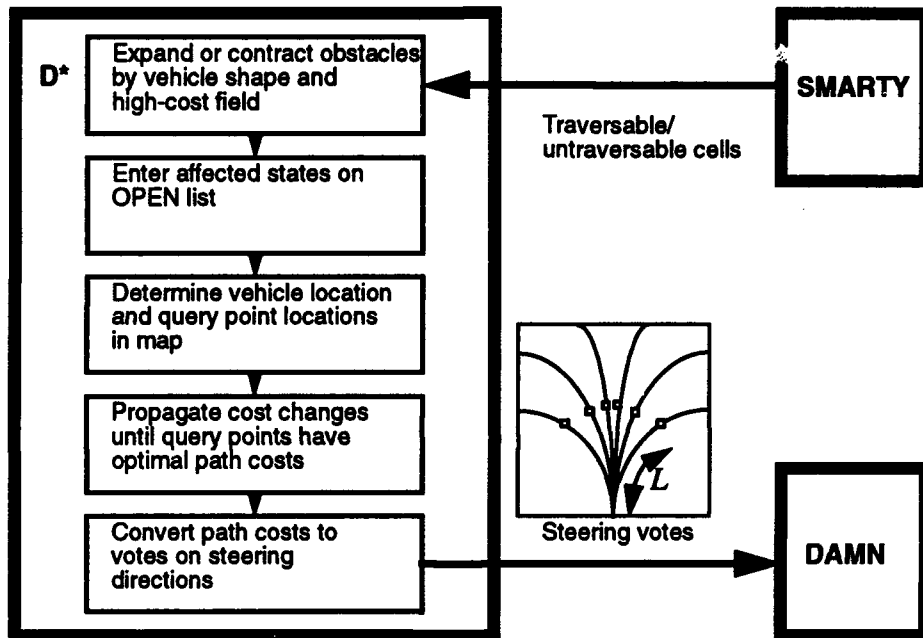 D*
Expand or contract obstacles
by vehicle shape and
high-cost field
SMARTY
Traversable/
untraversable cells
Enter affected states on
OPEN list
Determine vehicle location
and query point locations
in map
Propagate cost changes
until query points have
optimal path costs
L
Steering votes
Convert path costs to
votes on steering
directions
DAMN